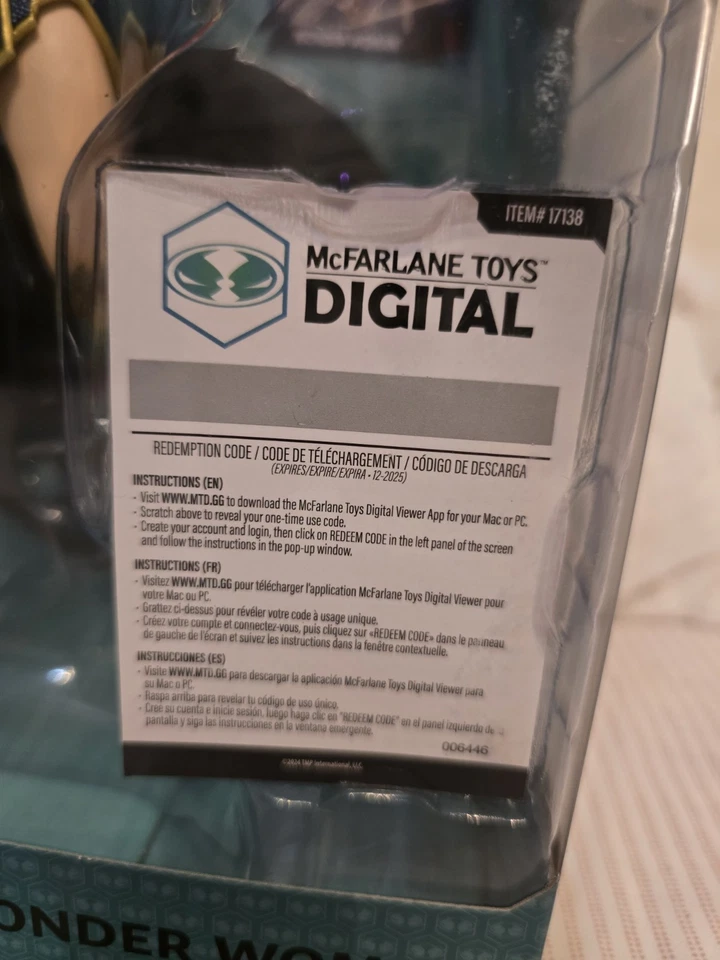 ITEM# 17138
McFARLANE TOYS™
DIGITAL
REDEMPTION CODE / CODE DE TÉLÉCHARGEMENT / CÓDIGO DE DESCARGA
(EXPIRES/EXPIRE/EXPIRA • 12-2025)
INSTRUCTIONS (EN)
- Visit WWW.MTD.GG to download the McFarlane Toys Digital Viewer App for your Mac or PC.
- Scratch above to reveal your one-time use code.
- Create your account and login, then click on REDEEM CODE in the left panel of the screen
and follow the instructions in the pop-up window.
INSTRUCTIONS (FR)
- Visitez WWW.MTD.GG pour télécharger l'application McFarlane Toys Digital Viewer pour
votre Mac ou PC.
- Grattez ci-dessus pour révéler votre code à usage unique.
- Créez votre compte et connectez-vous, puis cliquez sur «REDEEM CODE» dans le panneau
de gauche de l'écran et suivez les instructions dans la fenêtre contextuelle.
INSTRUCCIONES (ES)
- Visite WWW.MTD.GG para descargar la aplicación McFarlane Toys Digital Viewer para
su Mac o PC.
- Raspa arriba para revelar tu código de uso único.
- Cree su cuenta e inicie sesión, luego haga clic en "REDEEM CODE" en el panel izquierdo de
pantalla y siga las instrucciones en la ventana emergente.
006446
©2024 TMP International, LLC
ONDER WOM